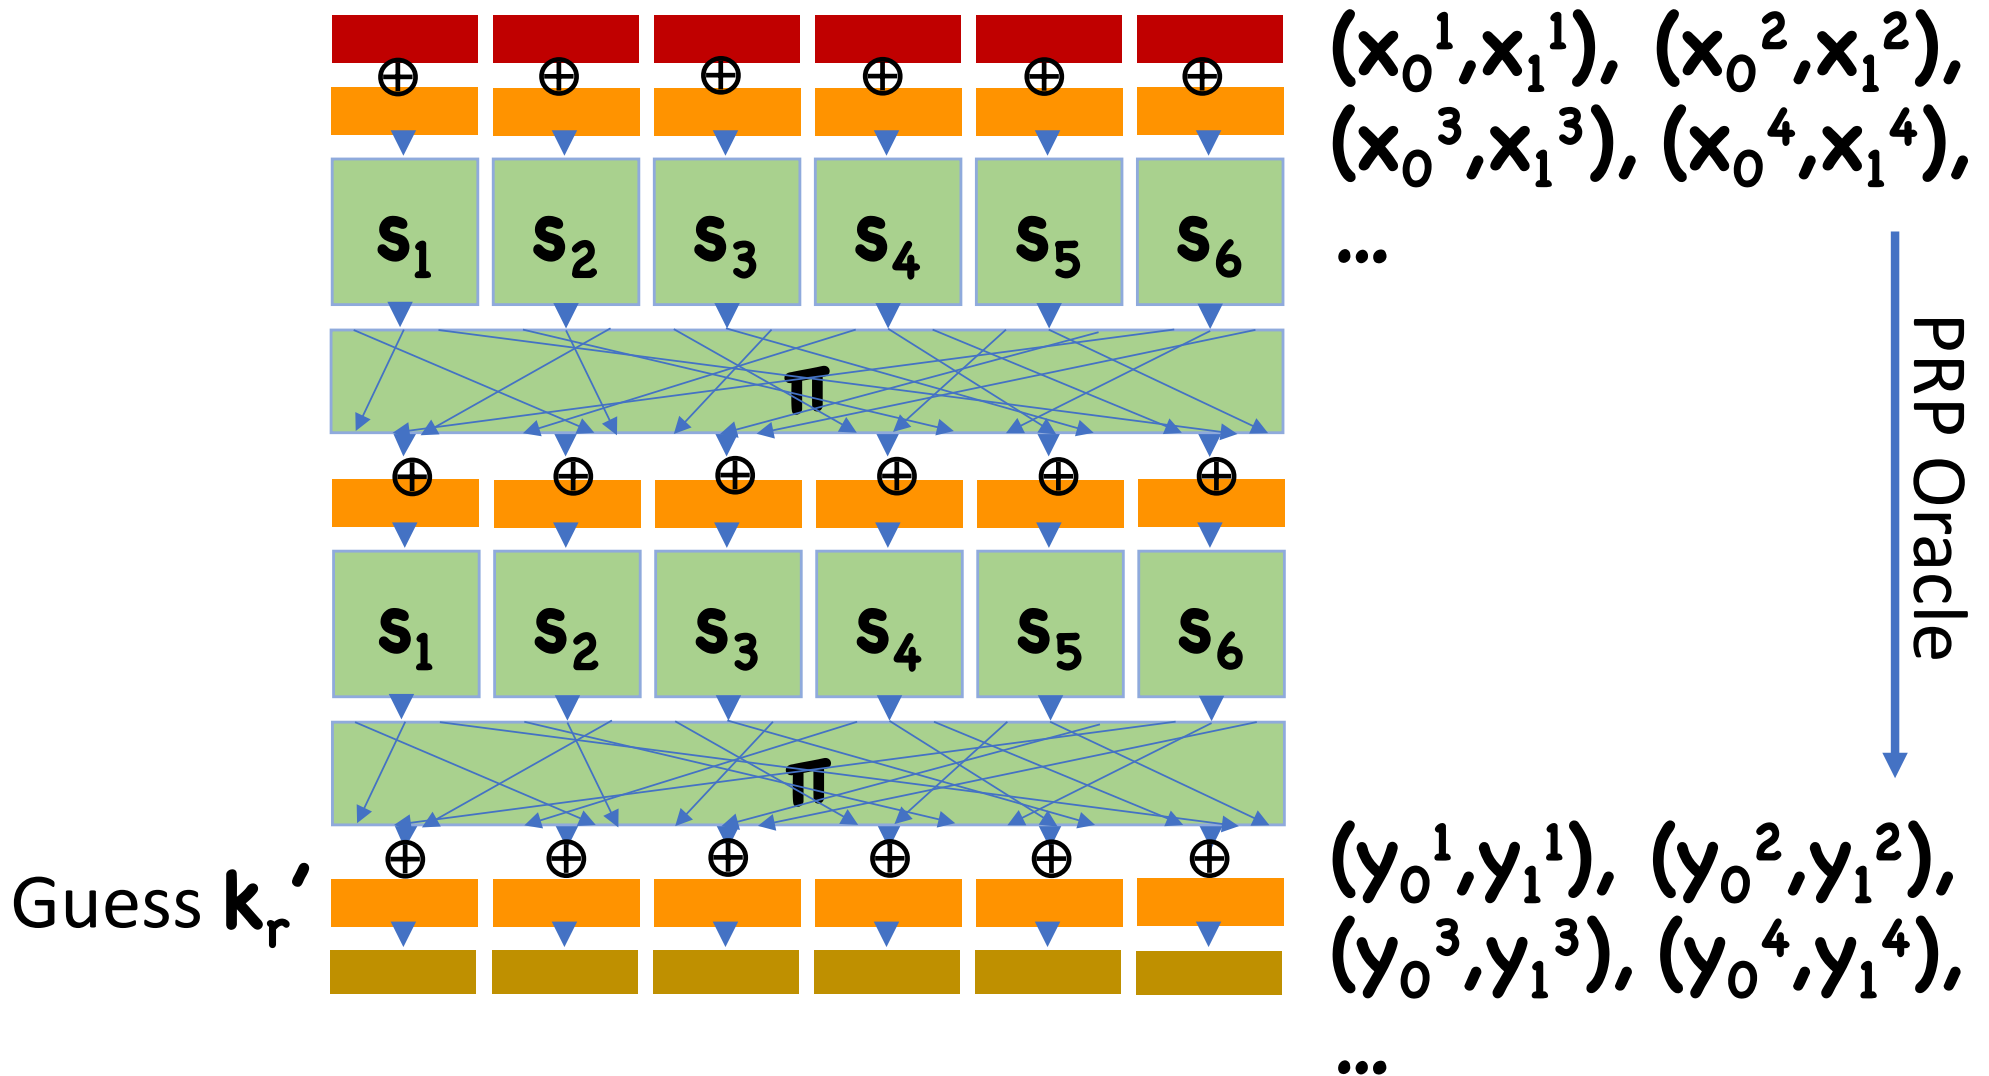 (x₀¹,x₁¹), (x₀²,x₁²),
(x₀³,x₁³), (x₀⁴,x₁⁴),
...
s₁ s₂ s₃ s₄ s₅ s₆
π
PRP Oracle
s₁ s₂ s₃ s₄ s₅ s₆
π
Guess kᵣ′
(y₀¹,y₁¹), (y₀²,y₁²),
(y₀³,y₁³), (y₀⁴,y₁⁴),
...